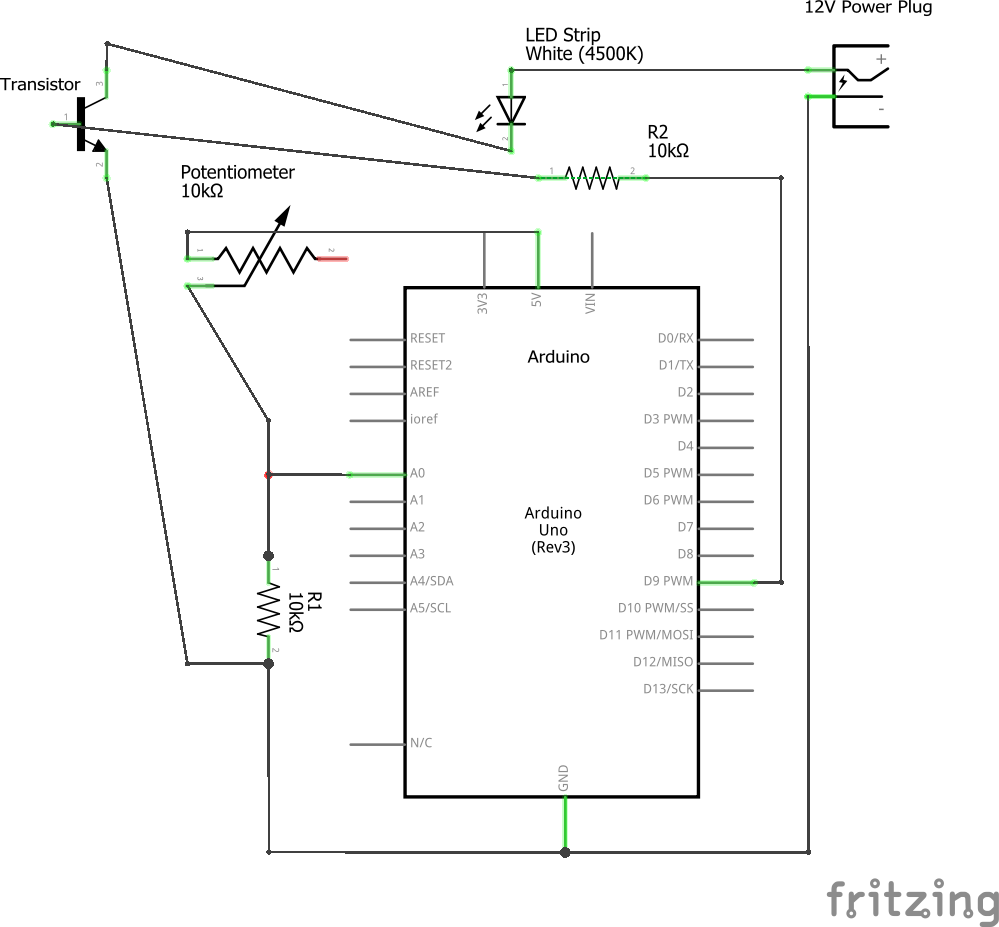 12V Power Plug
+
-
LED Strip
White (4500K)
1
2
Transistor
3
1
2
R2
10kΩ
1
2
Potentiometer
10kΩ
1
2
3
3V3
5V
VIN
Arduino
RESET
RESET2
AREF
ioref
A0
A1
A2
A3
A4/SDA
A5/SCL
N/C
D0/RX
D1/TX
D2
D3 PWM
D4
D5 PWM
D6 PWM
D7
D8
D9 PWM
D10 PWM/SS
D11 PWM/MOSI
D12/MISO
D13/SCK
Arduino
Uno
(Rev3)
R1
10kΩ
1
2
GND
fritzing